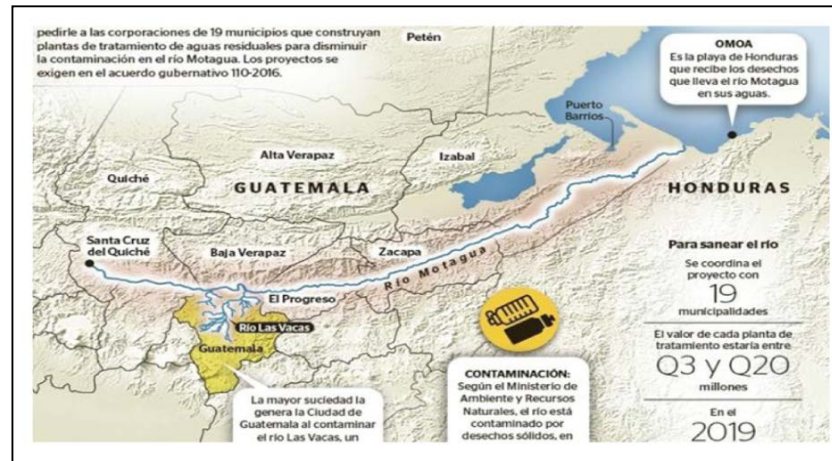 pedirle a las corporaciones de 19 municipios que construyan
plantas de tratamiento de aguas residuales para disminuir
la contaminación en el río Motagua. Los proyectos se
exigen en el acuerdo gubernativo 110-2016.
Petén
OMOA
Es la playa de Honduras
que recibe los desechos
que lleva el río Motagua
en sus aguas.
Puerto
Barrios
Alta Verapaz
Izabal
Quiché
GUATEMALA
HONDURAS
Santa Cruz
del Quiché
Baja Verapaz
Zacapa
Río Motagua
El Progreso
Río Las Vacas
Guatemala
Para sanear el río
Se coordina el
proyecto con
19
municipalidades
El valor de cada planta de
tratamiento estaría entre
Q3 y Q20
millones
En el
2019
La mayor suciedad la
genera la Ciudad de
Guatemala al contaminar
el río Las Vacas, un
CONTAMINACIÓN:
Según el Ministerio de
Ambiente y Recursos
Naturales, el río está
contaminado por
desechos sólidos, en